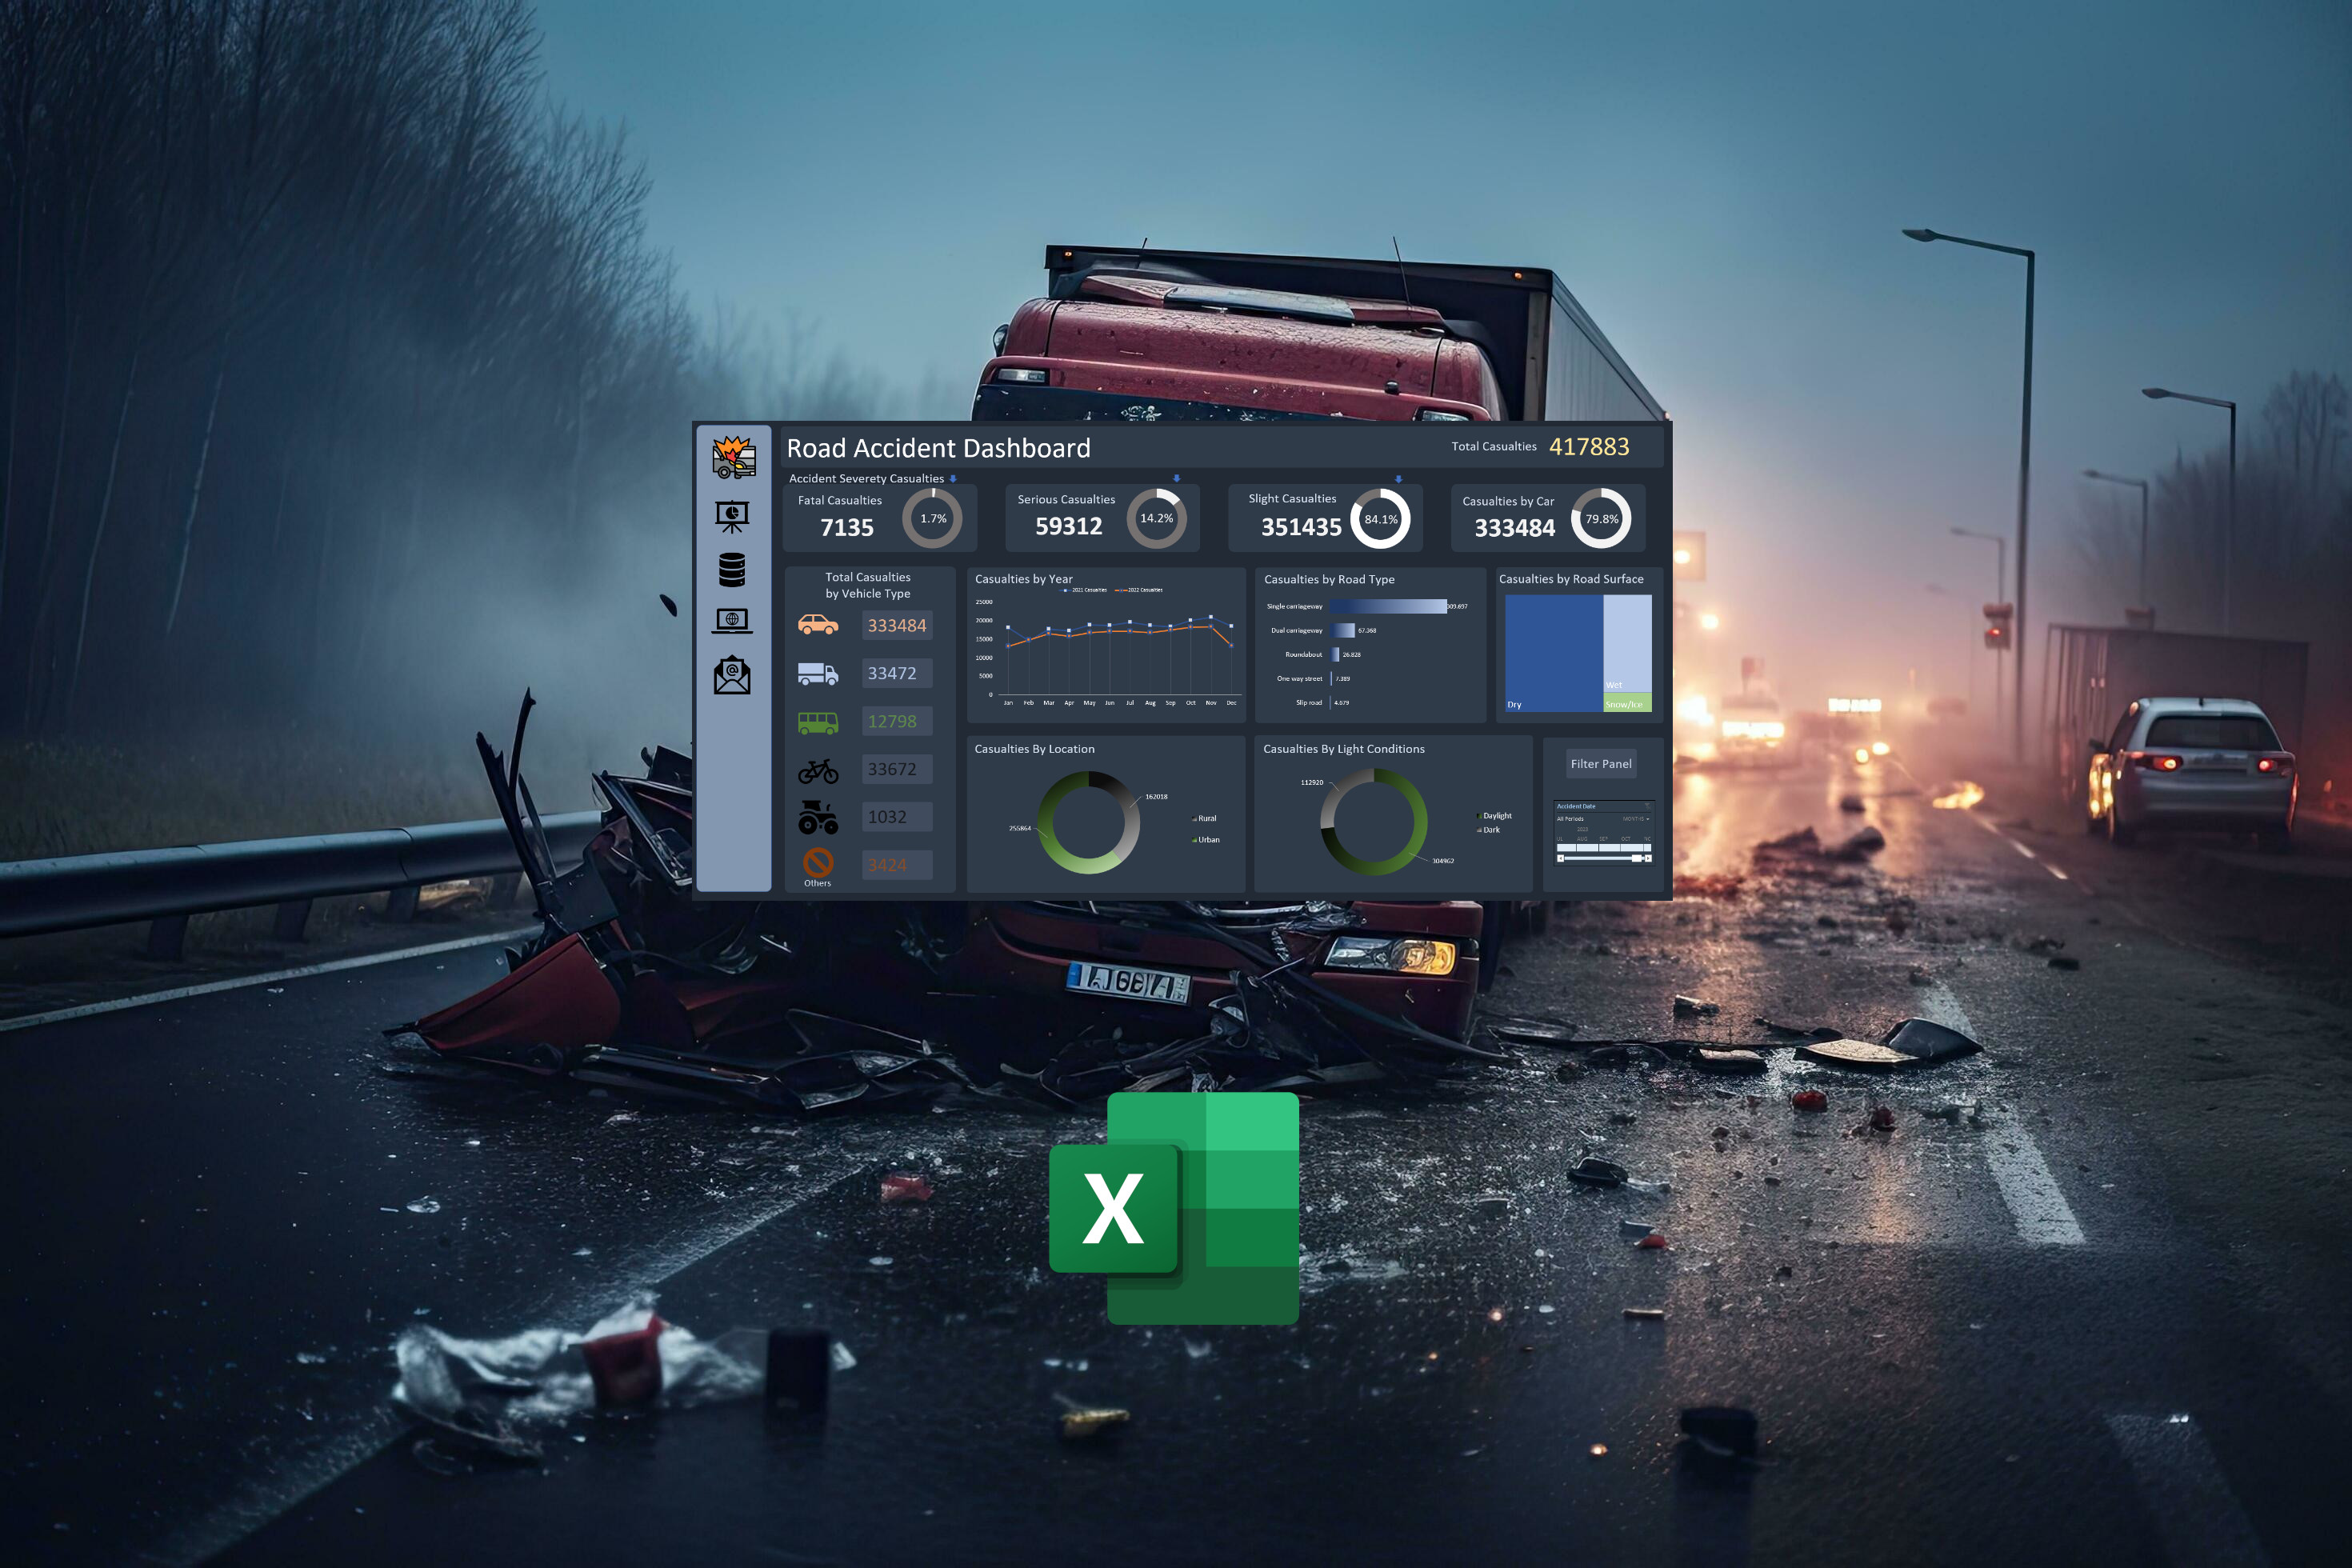 Road Accident Dashboard
Total Casualties 417883
Accident Severety Casualties
Fatal Casualties
7135
1.7%
Serious Casualties
59312
14.2%
Slight Casualties
351435
84.1%
Casualties by Car
333484
79.8%
Total Casualties
by Vehicle Type
333484
33472
12798
33672
1032
3424
Others
Casualties by Year
2021 Casualties 2022 Casualties
25000
20000
15000
10000
5000
0
Jan Feb Mar Apr May Jun Jul Aug Sep Oct Nov Dec
Casualties by Road Type
Single carriageway
Dual carriageway 67.368
Roundabout 26.828
One way street 7.389
Slip road 4.079
Casualties by Road Surface
Dry
Wet
Snow/Ice
Casualties By Location
162018
255864
Rural
Urban
Casualties By Light Conditions
112920
304962
Daylight
Dark
Filter Panel
Accident Date
All Periods MONTHS
AUG SEP OCT
X